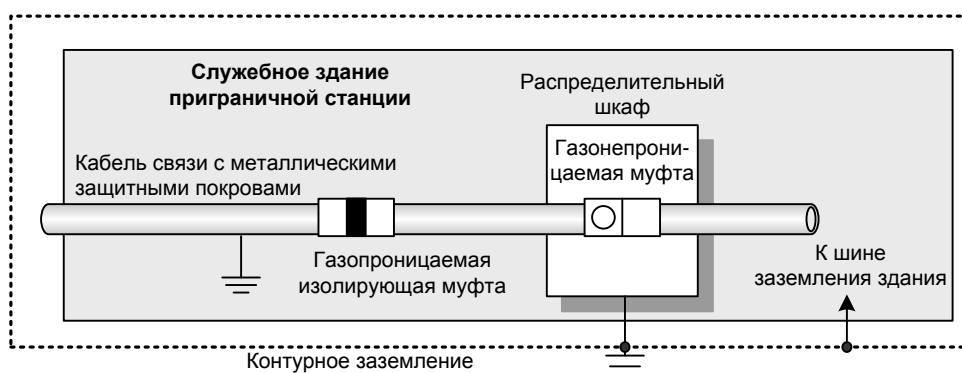 Служебное здание
приграничной станции
Распределительный
шкаф
Газонепрони-
цаемая муфта
Кабель связи с металлическими
защитными покровами
Газопроницаемая
изолирующая муфта
К шине
заземления здания
Контурное заземление